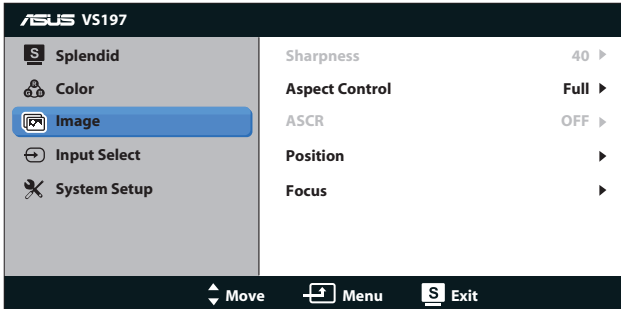 ASUS VS197
S Splendid
Color
Image
Input Select
System Setup
Sharpness 40
Aspect Control Full
ASCR OFF
Position
Focus
Move Menu S Exit